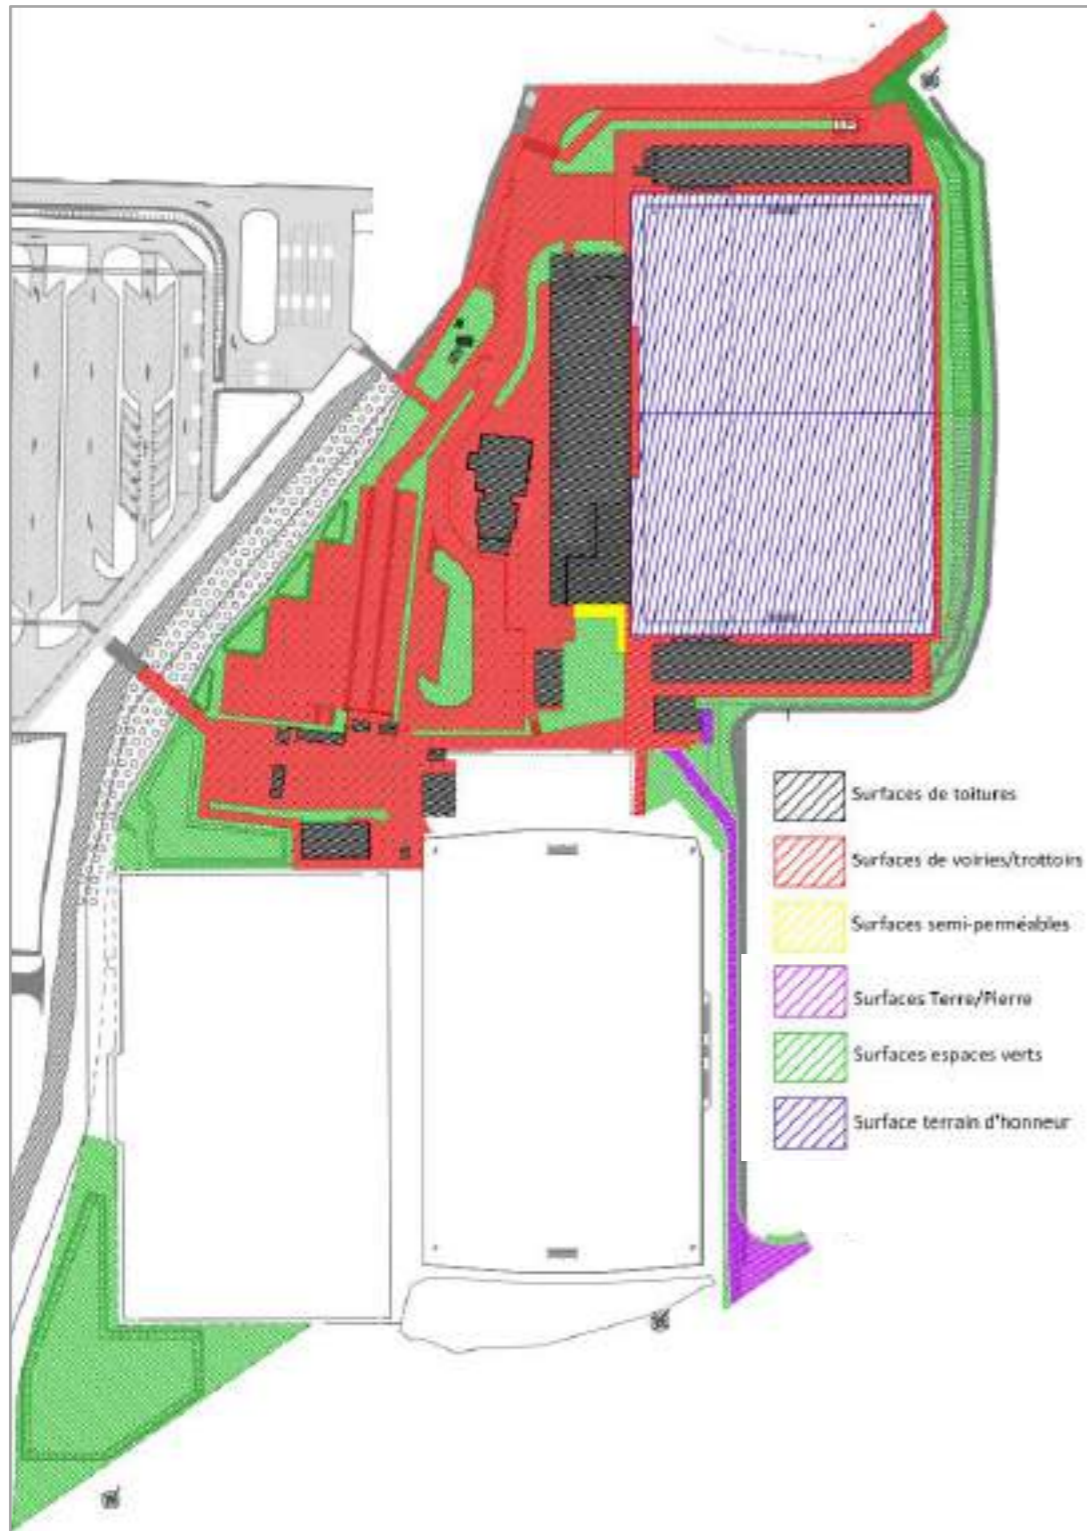 Surfaces de toitures
Surfaces de voiries/trottoirs
Surfaces semi-perméables
Surfaces Terre/Pierre
Surfaces espaces verts
Surface terrain d'honneur